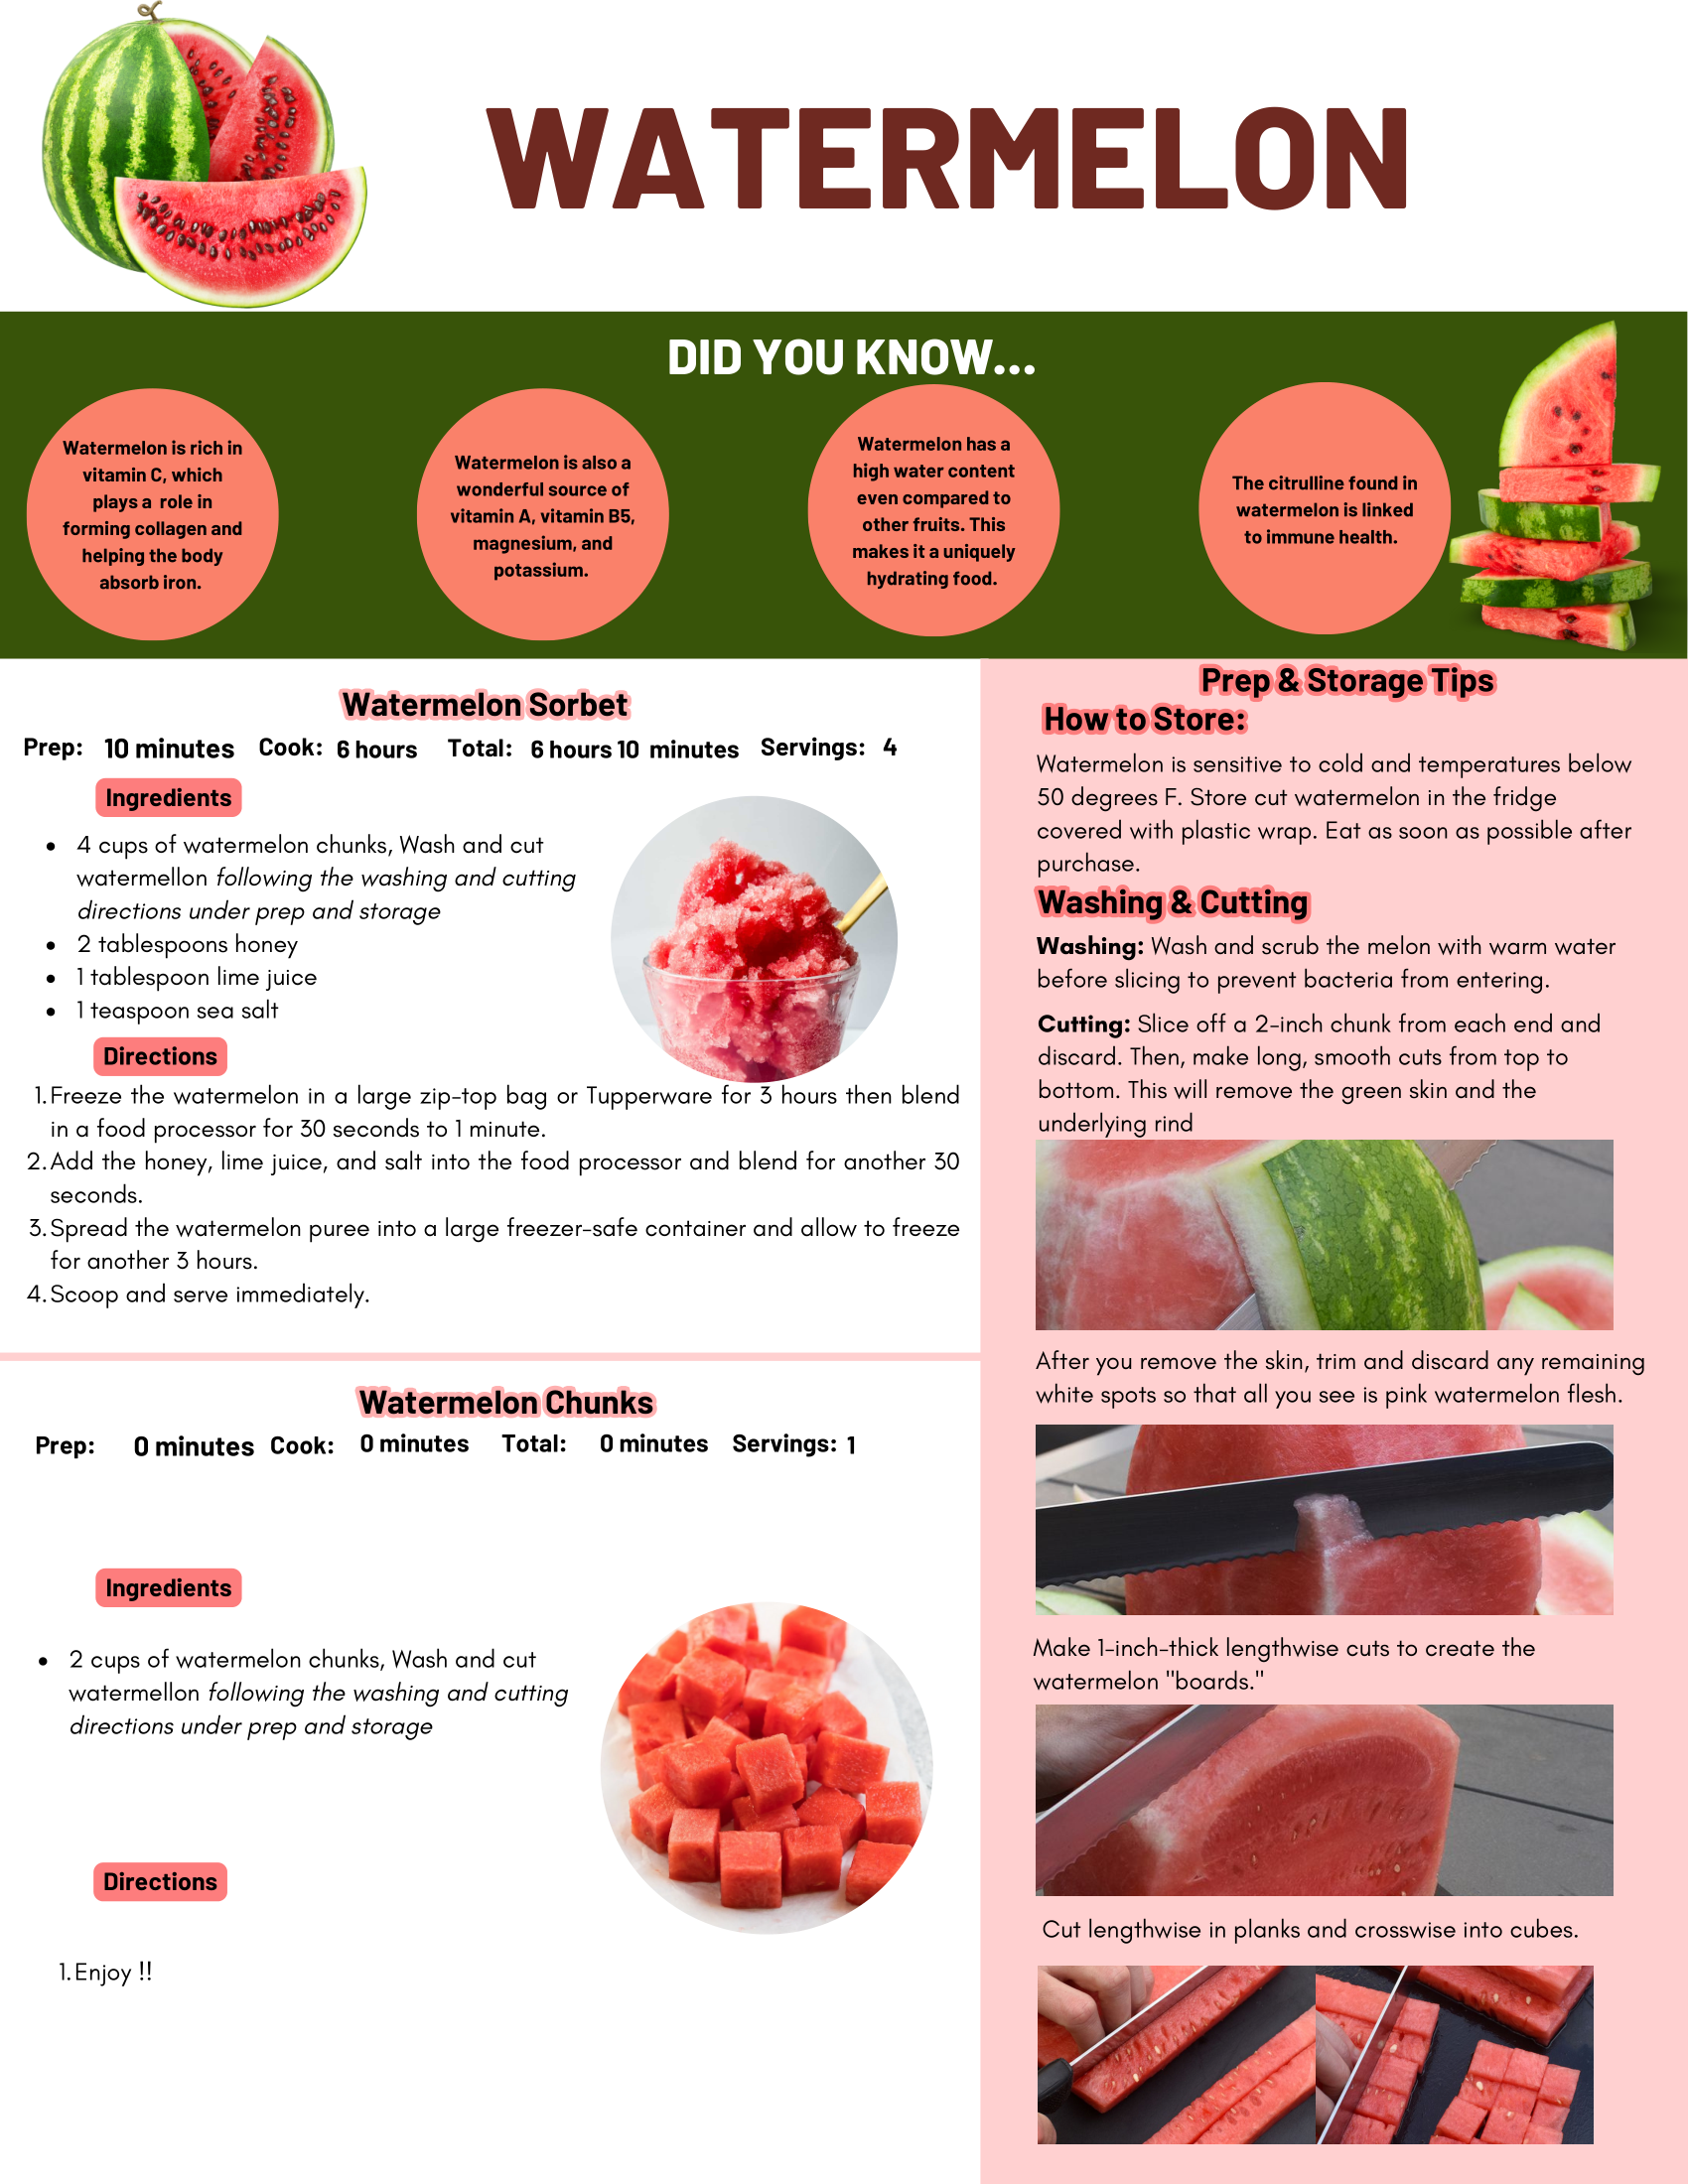 WATERMELON
DID YOU KNOW...
Watermelon is rich in
vitamin C, which
plays a role in
forming collagen and
helping the body
absorb iron.
Watermelon is also a
wonderful source of
vitamin A, vitamin B5,
magnesium, and
potassium.
Watermelon has a
high water content
even compared to
other fruits. This
makes it a uniquely
hydrating food.
The citrulline found in
watermelon is linked
to immune health.
Watermelon Sorbet
Prep: 10 minutes Cook: 6 hours Total: 6 hours 10 minutes Servings: 4
Ingredients
• 4 cups of watermelon chunks, Wash and cut
watermellon following the washing and cutting
directions under prep and storage
• 2 tablespoons honey
• 1 tablespoon lime juice
• 1 teaspoon sea salt
Directions
1. Freeze the watermelon in a large zip-top bag or Tupperware for 3 hours then blend
in a food processor for 30 seconds to 1 minute.
2. Add the honey, lime juice, and salt into the food processor and blend for another 30
seconds.
3. Spread the watermelon puree into a large freezer-safe container and allow to freeze
for another 3 hours.
4. Scoop and serve immediately.
Watermelon Chunks
Prep: 0 minutes Cook: 0 minutes Total: 0 minutes Servings: 1
Ingredients
• 2 cups of watermelon chunks, Wash and cut
watermellon following the washing and cutting
directions under prep and storage
Directions
1. Enjoy !!
Prep & Storage Tips
How to Store:
Watermelon is sensitive to cold and temperatures below
50 degrees F. Store cut watermelon in the fridge
covered with plastic wrap. Eat as soon as possible after
purchase.
Washing & Cutting
Washing: Wash and scrub the melon with warm water
before slicing to prevent bacteria from entering.
Cutting: Slice off a 2-inch chunk from each end and
discard. Then, make long, smooth cuts from top to
bottom. This will remove the green skin and the
underlying rind
After you remove the skin, trim and discard any remaining
white spots so that all you see is pink watermelon flesh.
Make 1-inch-thick lengthwise cuts to create the
watermelon "boards."
Cut lengthwise in planks and crosswise into cubes.